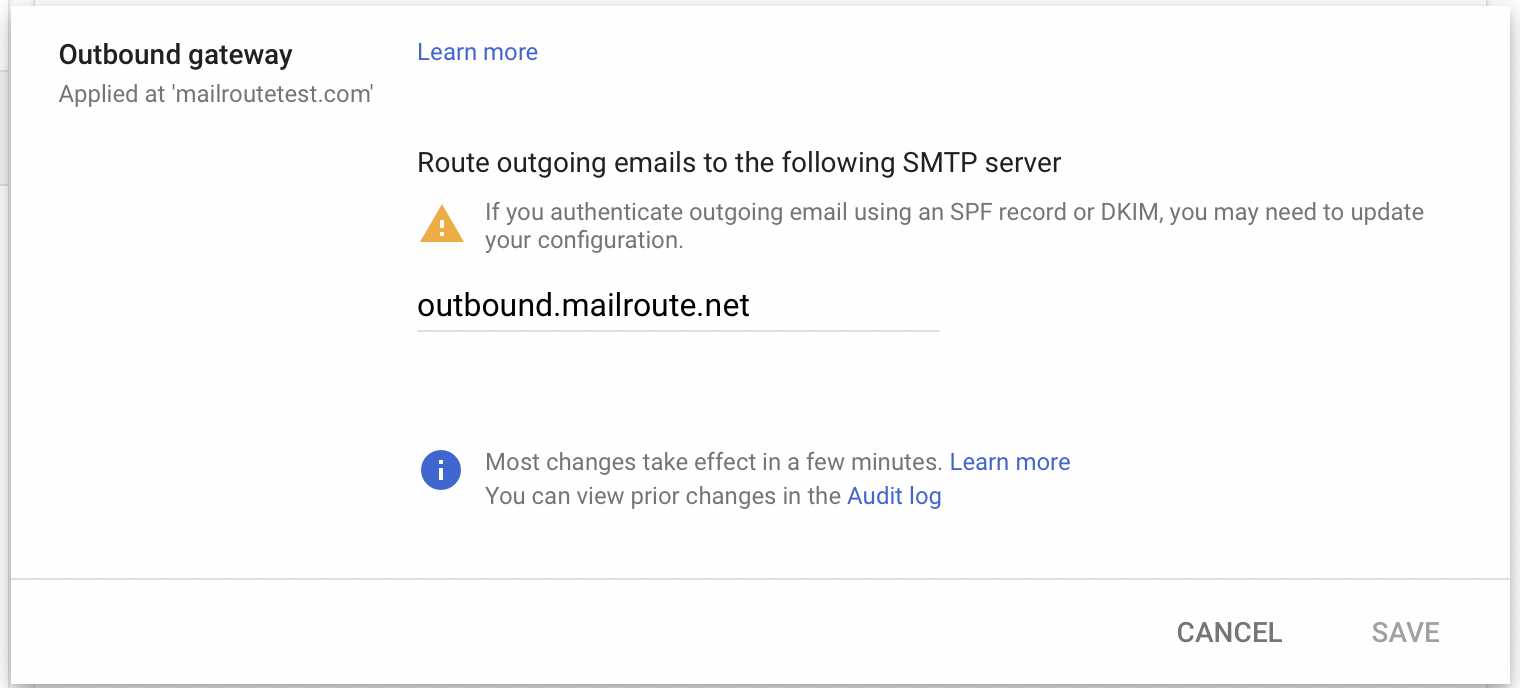 Outbound gateway
Learn more
Applied at 'mailroutetest.com'
Route outgoing emails to the following SMTP server
If you authenticate outgoing email using an SPF record or DKIM, you may need to update
your configuration.
outbound.mailroute.net
Most changes take effect in a few minutes. Learn more
You can view prior changes in the Audit log
CANCEL
SAVE